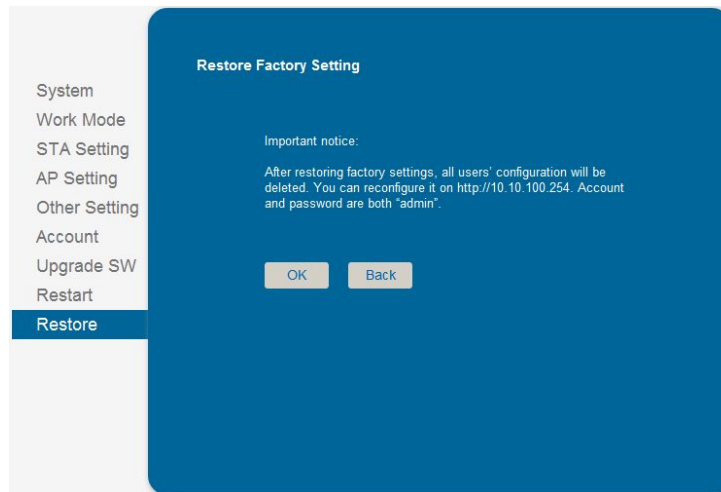 Restore Factory Setting
System
Work Mode
STA Setting
AP Setting
Other Setting
Account
Upgrade SW
Restart
Restore
Important notice:
After restoring factory settings, all users’ configuration will be
deleted. You can reconfigure it on http://10.10.100.254. Account
and password are both “admin”.
OK
Back